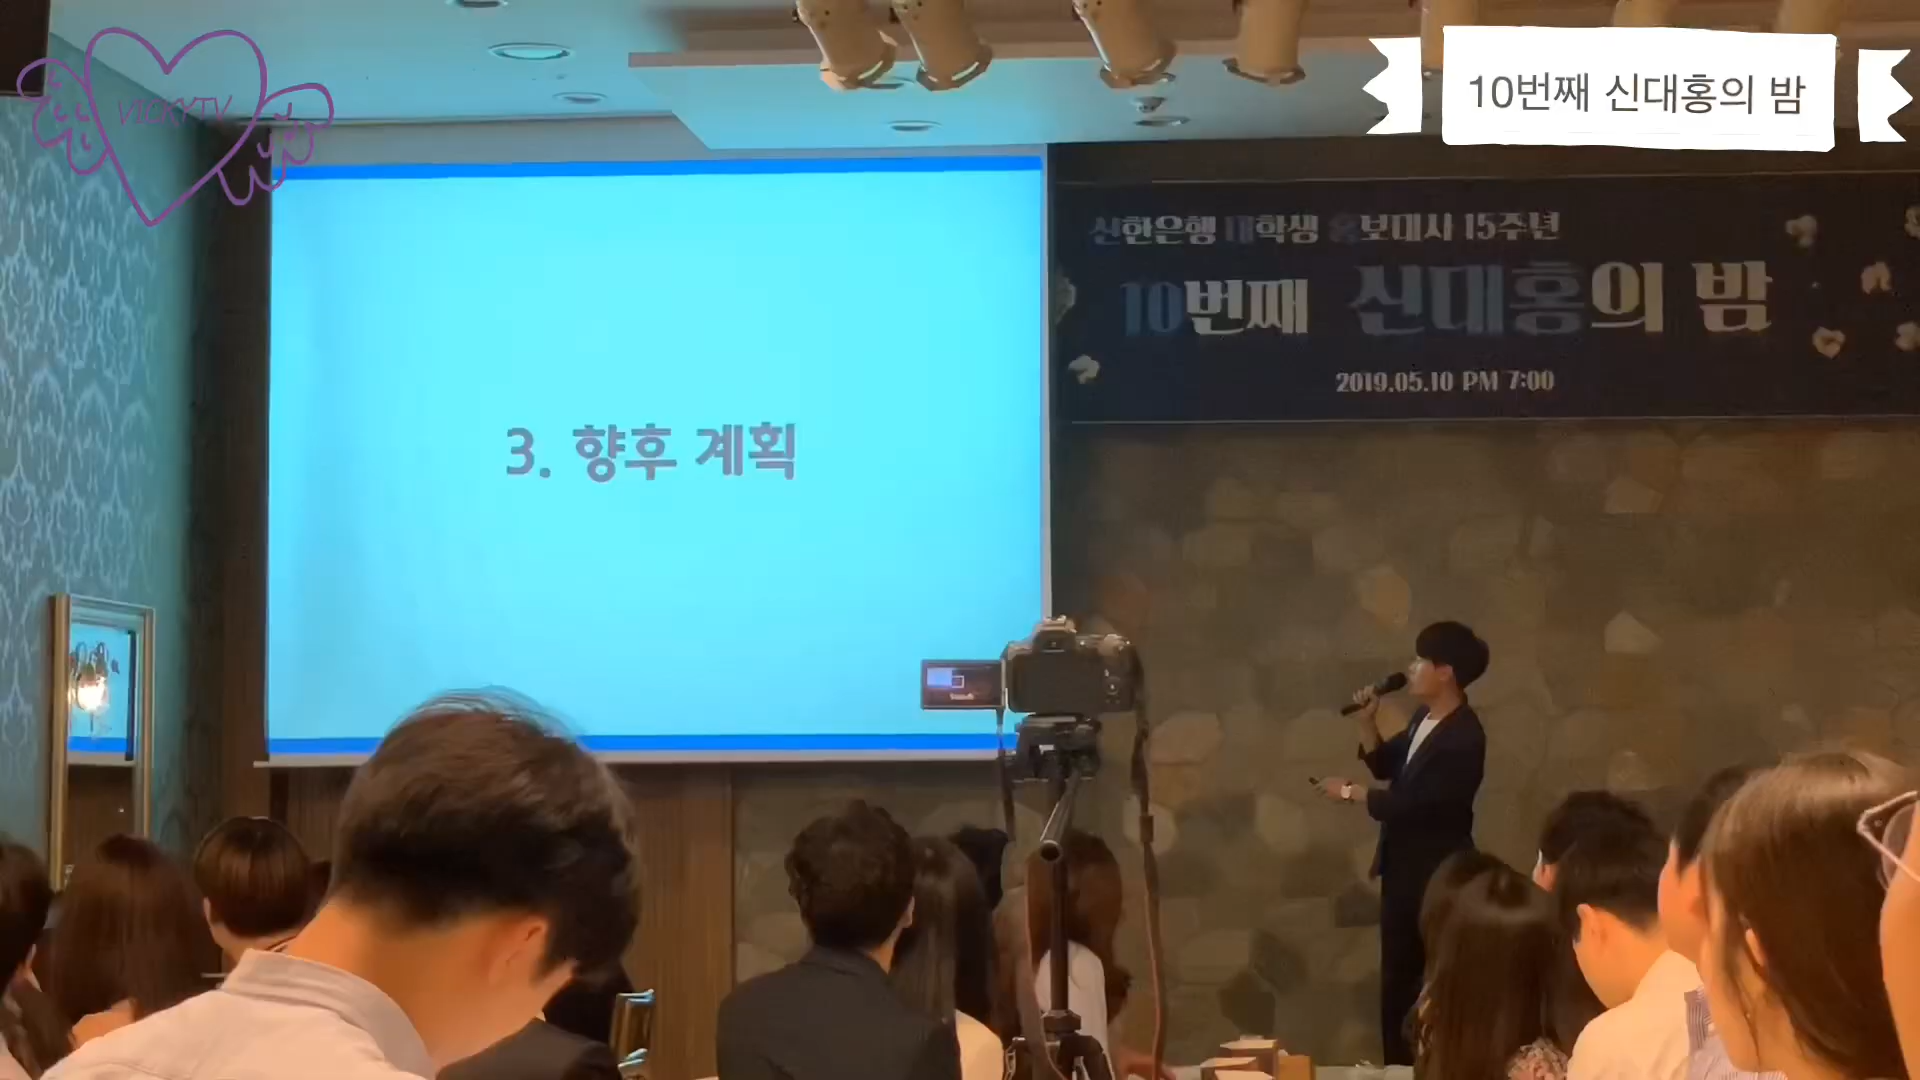 VICKYTV
10번째 신대홍의 밤
신한은행 대학생 홍보대사 15주년
10번째 신대홍의 밤
2019.05.10 PM 7:00
3. 향후 계획